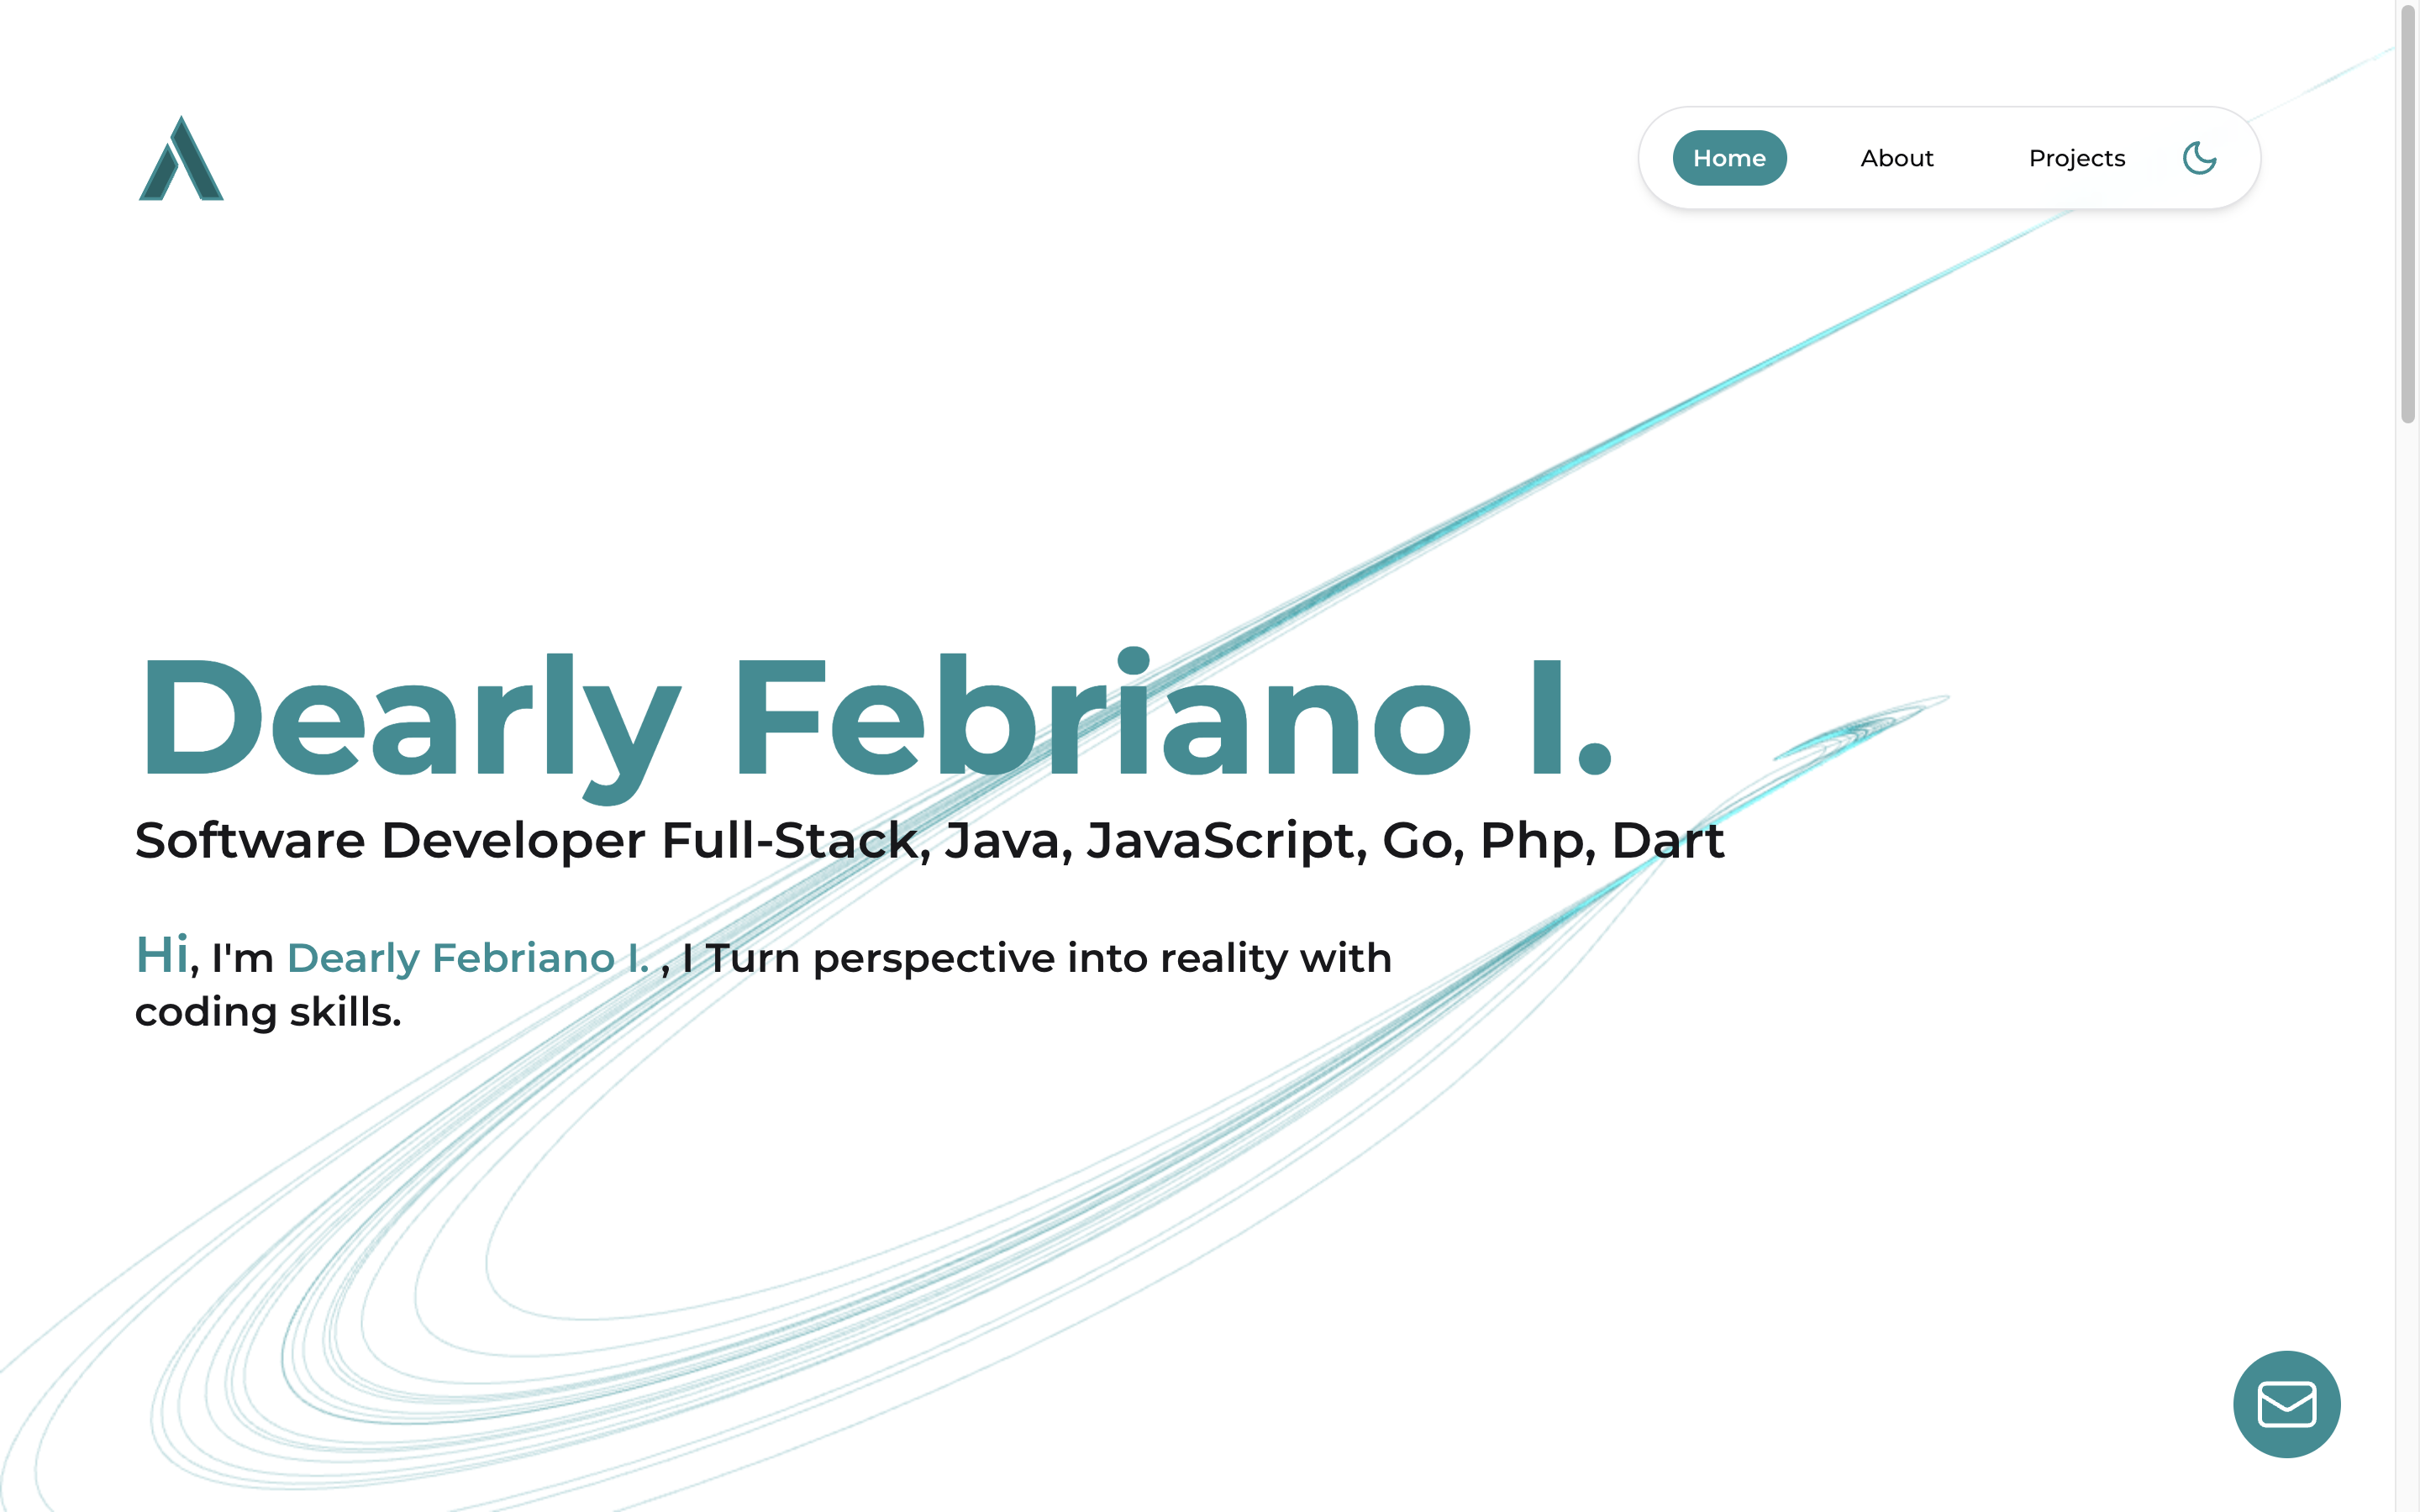 Home About Projects
Dearly Febriano I.
Software Developer Full-Stack, Java, JavaScript, Go, Php, Dart
Hi, I'm Dearly Febriano I. , I Turn perspective into reality with
coding skills.